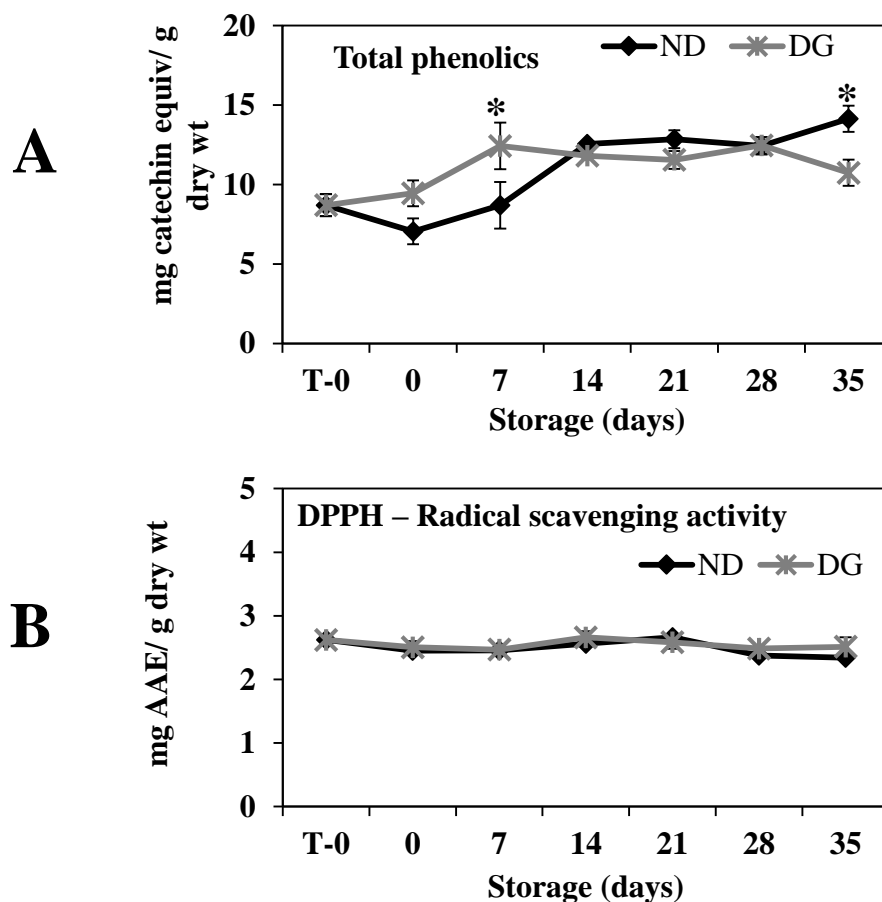 A
mg catechin equiv/ g
dry wt
20
15
10
5
0
Total phenolics
ND DG
*
*
T-0 0 7 14 21 28 35
Storage (days)
B
mg AAE/ g dry wt
5
4
3
2
1
0
DPPH – Radical scavenging activity
ND DG
T-0 0 7 14 21 28 35
Storage (days)